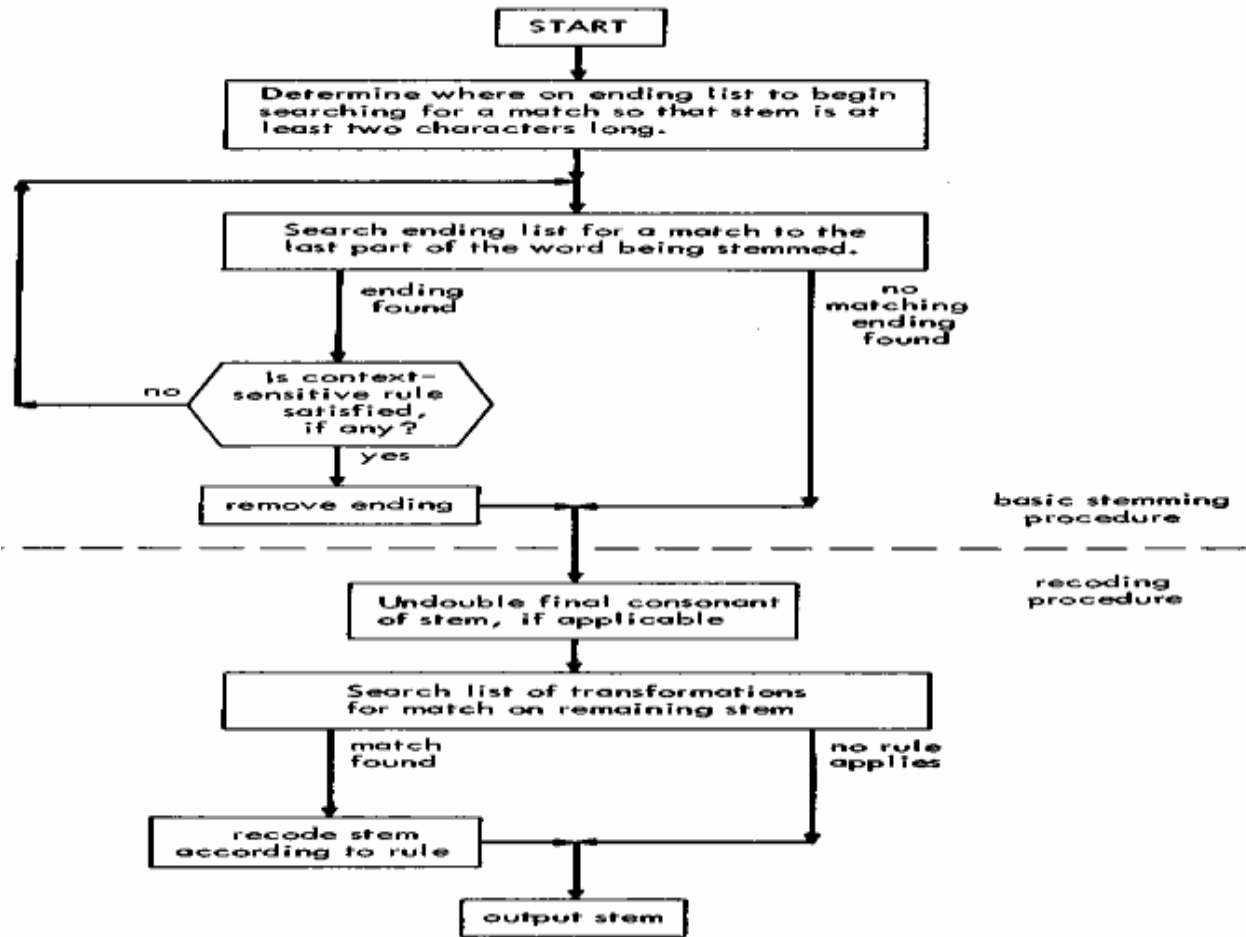 START
Determine where on ending list to begin
searching for a match so that stem is at
least two characters long.
Search ending list for a match to the
last part of the word being stemmed.
ending
found
no
matching
ending
found
no
Is context-
sensitive rule
satisfied,
if any?
yes
remove ending
basic stemming
procedure
recoding
procedure
Undouble final consonant
of stem, if applicable
Search list of transformations
for match on remaining stem
match
found
no rule
applies
recode stem
according to rule
output stem